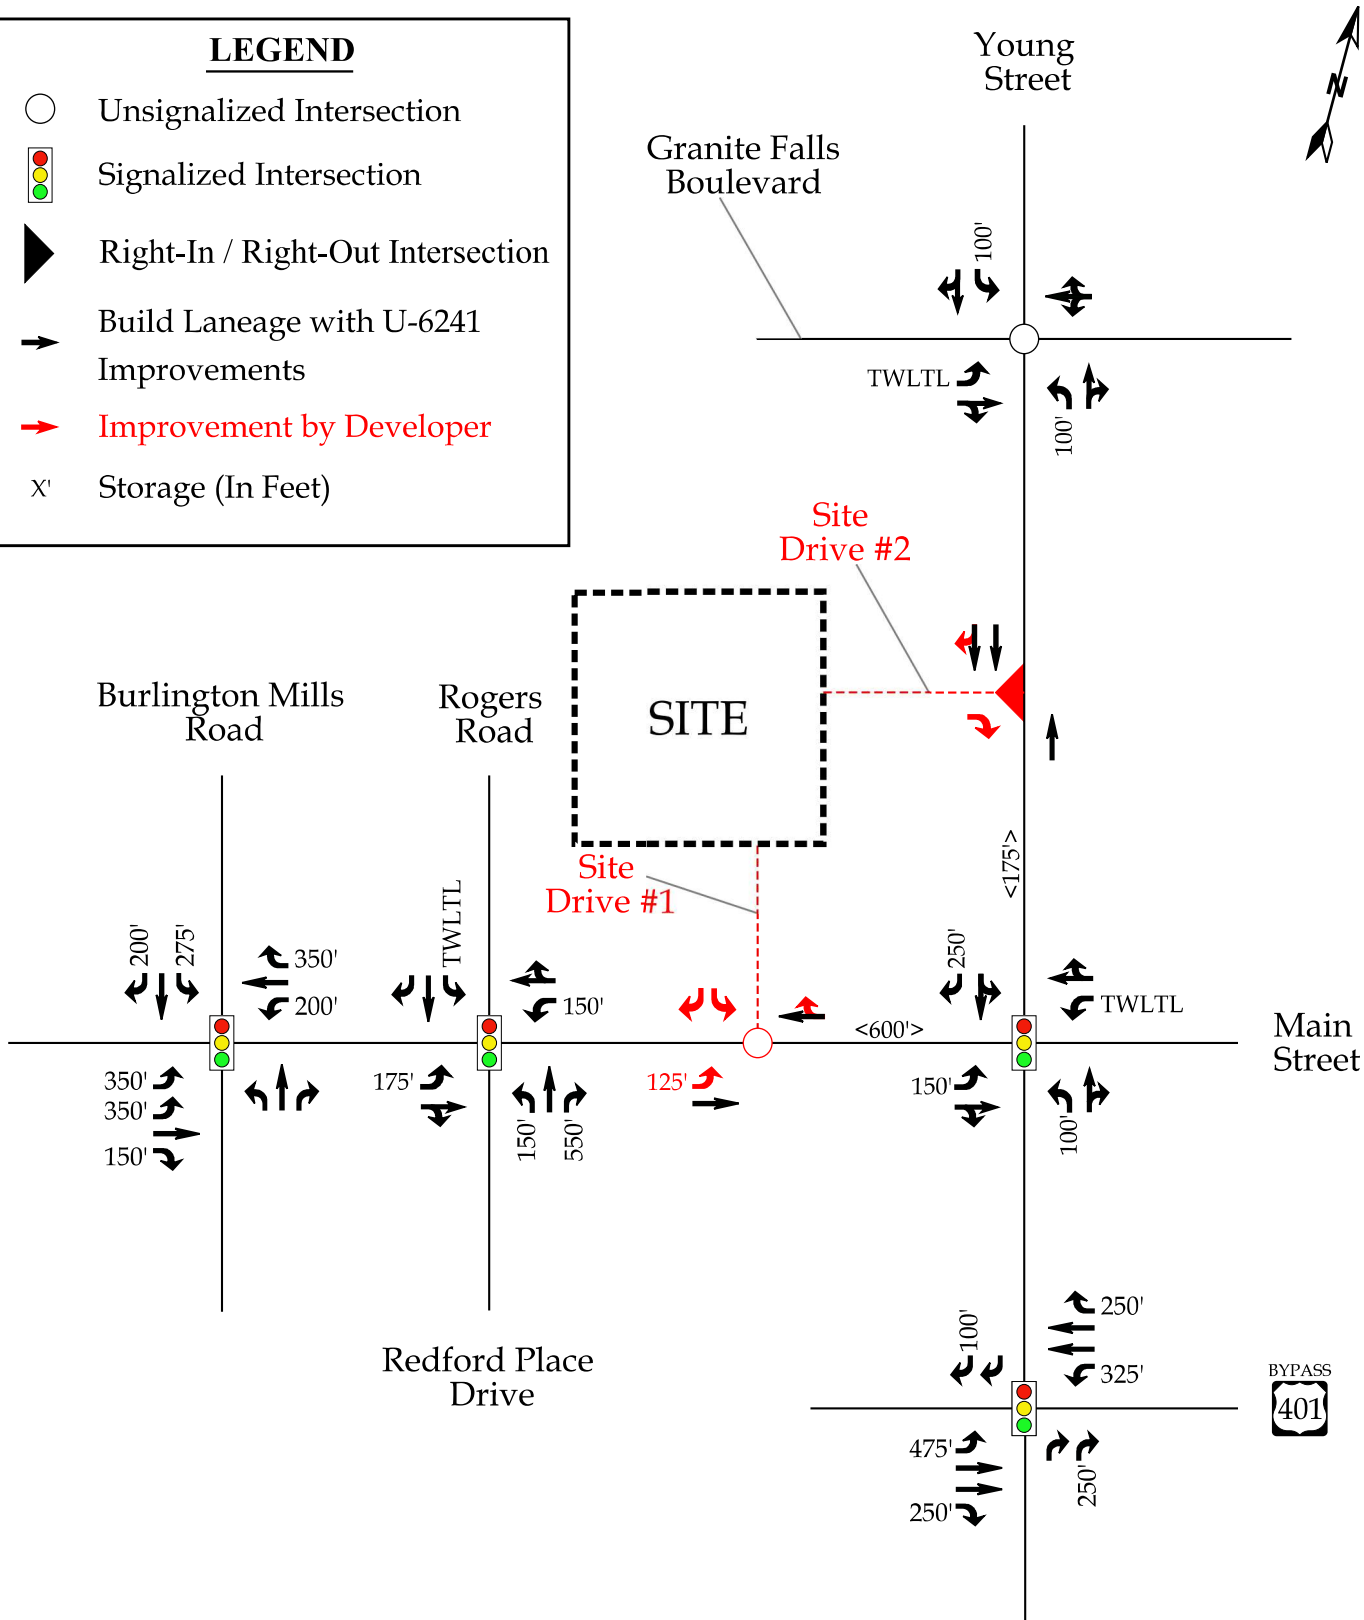 LEGEND
Unsignalized Intersection
Signalized Intersection
Right-In / Right-Out Intersection
Build Laneage with U-6241
Improvements
Improvement by Developer
X' Storage (In Feet)
Young
Street
N
Granite Falls
Boulevard
100'
TWLTL
100'
Site
Drive #2
SITE
Burlington Mills
Road
Rogers
Road
<175'>
Site
Drive #1
200'
275'
350'
200'
TWLTL
150'
250'
TWLTL
<600'>
Main
Street
350'
350'
150'
175'
150'
550'
125'
150'
100'
Redford Place
Drive
100'
250'
325'
BYPASS
401
475'
250'
250'